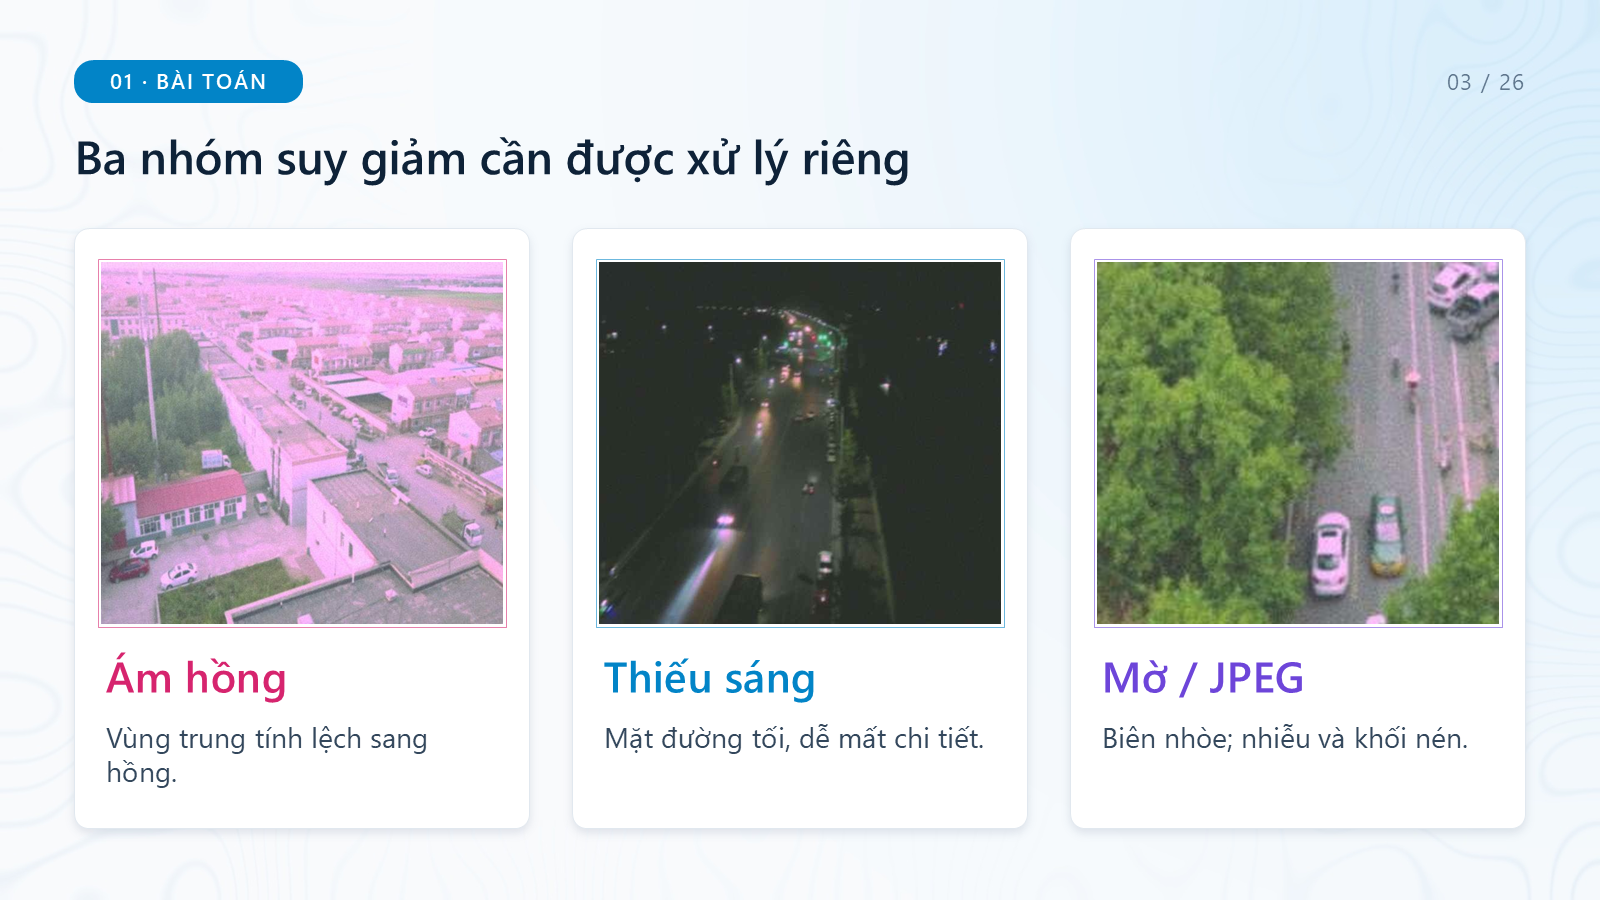 01 · BÀI TOÁN
03 / 26
Ba nhóm suy giảm cần được xử lý riêng
Ám hồng
Vùng trung tính lệch sang
hồng.
Thiếu sáng
Mặt đường tối, dễ mất chi tiết.
Mờ / JPEG
Biên nhòe; nhiễu và khối nén.